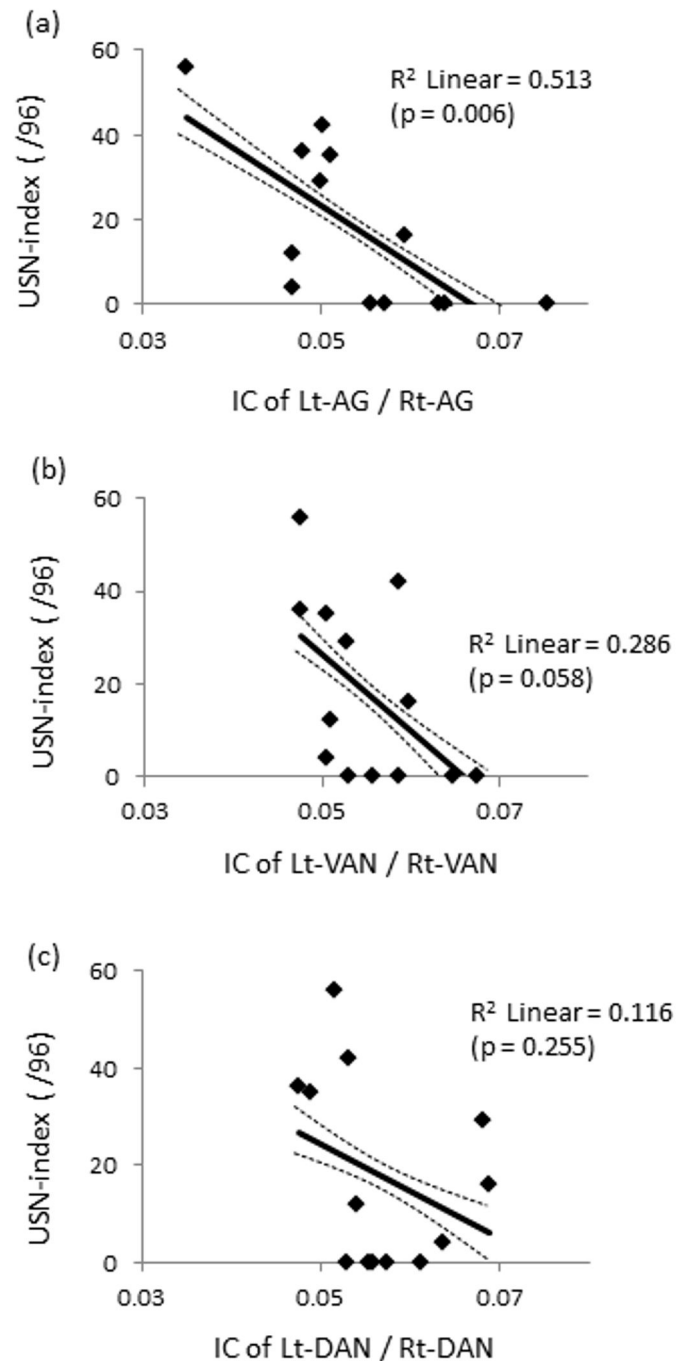 (a)
60
40
20
0
USN-index ( /96)
R² Linear = 0.513
(p = 0.006)
0.03
0.05
0.07
IC of Lt-AG / Rt-AG
(b)
60
40
20
0
USN-index ( /96)
R² Linear = 0.286
(p = 0.058)
0.03
0.05
0.07
IC of Lt-VAN / Rt-VAN
(c)
60
40
20
0
USN-index ( /96)
R² Linear = 0.116
(p = 0.255)
0.03
0.05
0.07
IC of Lt-DAN / Rt-DAN